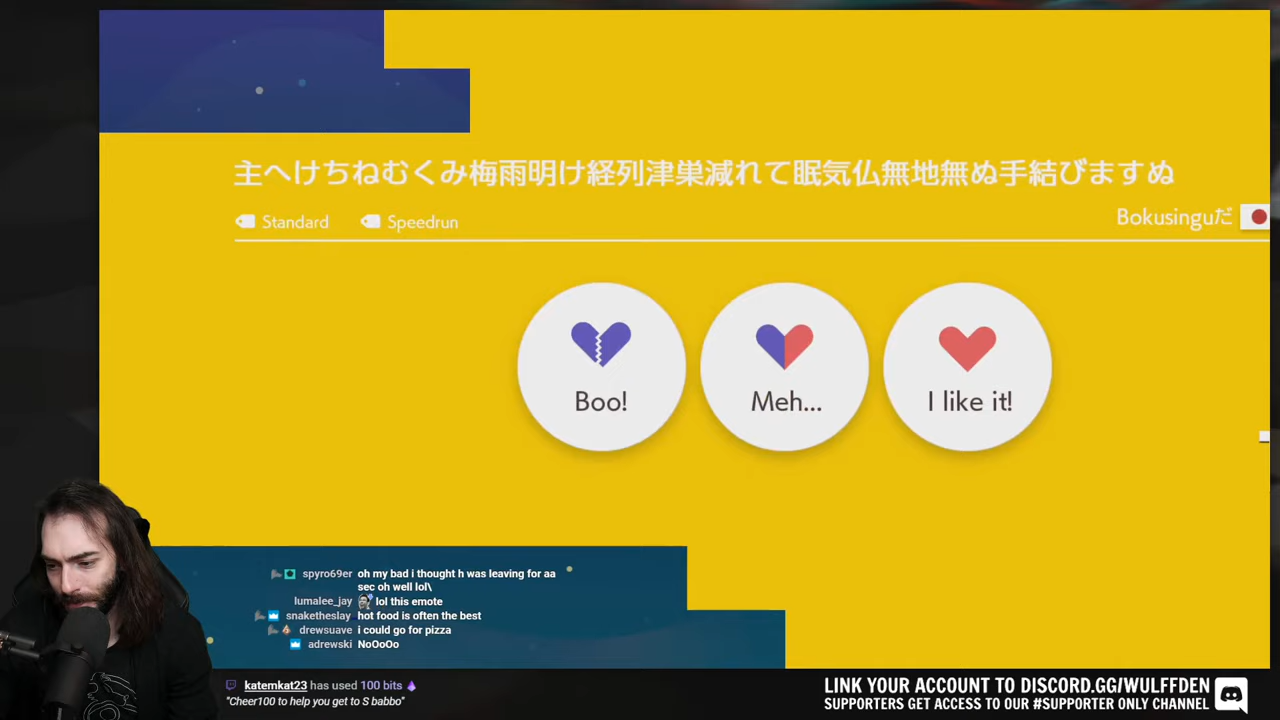 主へけちねむくみ梅雨明け経列津巣減れて眠気仏無地無ぬ手結びますぬ
Standard Speedrun
Bokusinguだ
Boo! Meh... I like it!
spyro69er oh my bad i thought h was leaving for aa
sec oh well lol\
lumalee_jay lol this emote
snaketheslay hot food is often the best
drewsuave i could go for pizza
adrewski NoOoOo
katemkat23 has used 100 bits
"Cheer100 to help you get to S babbo"
LINK YOUR ACCOUNT TO DISCORD.GG/WULFFDEN
SUPPORTERS GET ACCESS TO OUR #SUPPORTER ONLY CHANNEL